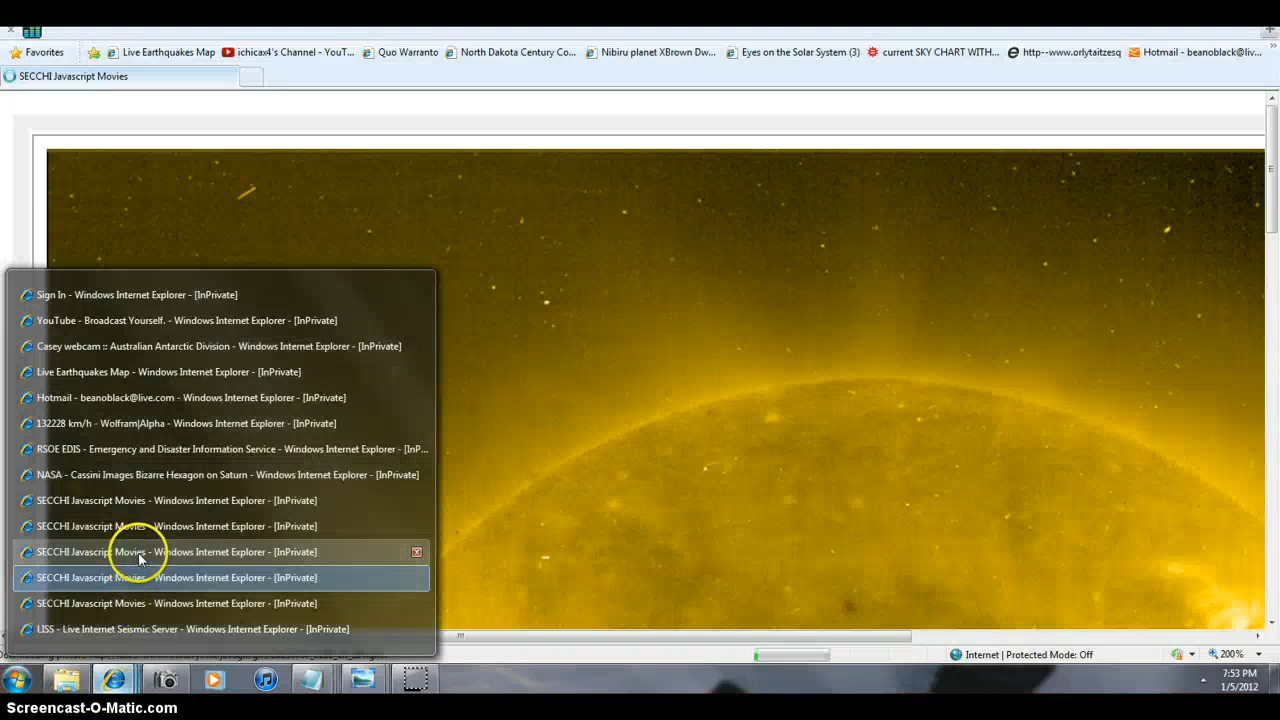 Favorites
Live Earthquakes Map
ichicax4's Channel - YouT...
Quo Warranto
North Dakota Century Co...
Nibiru planet XBrown Dw...
Eyes on the Solar System (3)
current SKY CHART WITH...
http--www.orlytaitzesq
Hotmail - beanoblack@liv...
SECCHI Javascript Movies
Sign In - Windows Internet Explorer - [InPrivate]
YouTube - Broadcast Yourself. - Windows Internet Explorer - [InPrivate]
Casey webcam :: Australian Antarctic Division - Windows Internet Explorer - [InPrivate]
Live Earthquakes Map - Windows Internet Explorer - [InPrivate]
Hotmail - beanoblack@live.com - Windows Internet Explorer - [InPrivate]
132228 km/h - Wolfram|Alpha - Windows Internet Explorer - [InPrivate]
RSOE EDIS - Emergency and Disaster Information Service - Windows Internet Explorer - [InP...
NASA - Cassini Images Bizarre Hexagon on Saturn - Windows Internet Explorer - [InPrivate]
SECCHI Javascript Movies - Windows Internet Explorer - [InPrivate]
SECCHI Javascript Movies - Windows Internet Explorer - [InPrivate]
SECCHI Javascript Movies - Windows Internet Explorer - [InPrivate]
SECCHI Javascript Movies - Windows Internet Explorer - [InPrivate]
SECCHI Javascript Movies - Windows Internet Explorer - [InPrivate]
LISS - Live Internet Seismic Server - Windows Internet Explorer - [InPrivate]
Internet | Protected Mode: Off
200%
7:53 PM
1/5/2012
Screencast-O-Matic.com